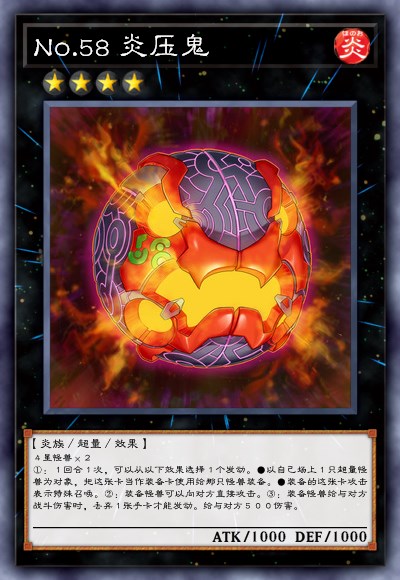 No.58 炎压鬼
ほのお
炎
58
【炎族／超量／效果】
4星怪兽×2
①：1回合1次，可以从以下效果选择1个发动。●以自己场上1只超量怪
兽为对象，把这张卡当作装备卡使用给那只怪兽装备。●装备的这张卡攻击
表示特殊召唤。②：装备怪兽可以向对方直接攻击。③：装备怪兽给与对方
战斗伤害时，丢弃1张手卡才能发动。给与对方500伤害。
ATK/1000 DEF/1000